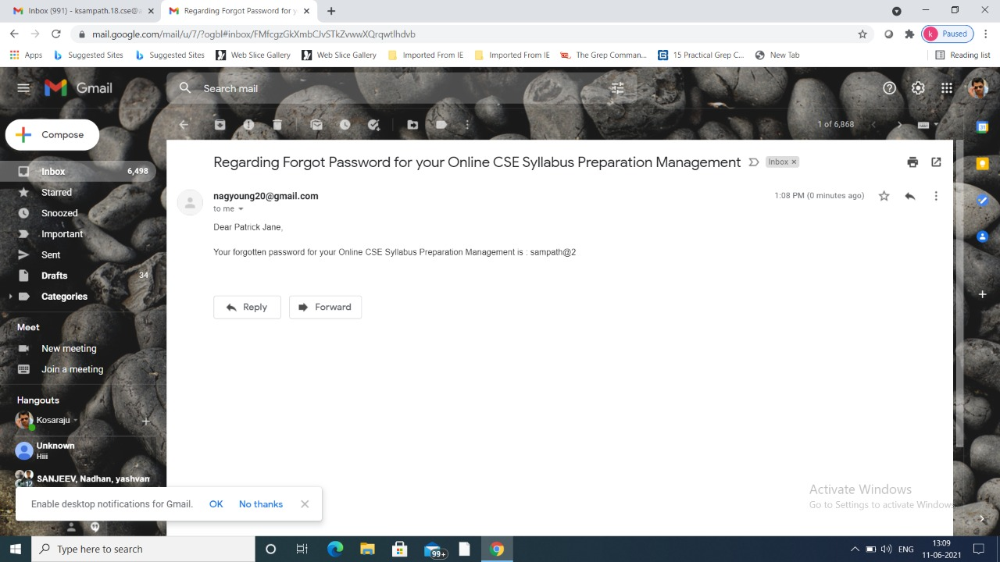 Inbox (991) - ksampath.18.cse@a
Regarding Forgot Password for y
mail.google.com/mail/u/7/?ogbl#inbox/FMfcgzGkXmbCJvSTkZvwwXQrqwtlhdvb
k Paused
Apps Suggested Sites Suggested Sites Web Slice Gallery Web Slice Gallery Imported From IE Imported From IE The Grep Comman... 15 Practical Grep C... New Tab Reading list
Gmail Search mail
1 of 6,868
Compose
Regarding Forgot Password for your Online CSE Syllabus Preparation Management Inbox ×
Inbox 6,498
Starred
Snoozed
Important
Sent
Drafts 34
Categories
Meet
New meeting
Join a meeting
Hangouts
Kosaraju
Unknown
Hiii
SANJEEV, Nadhan, yashvan
12
nagyoung20@gmail.com 1:08 PM (0 minutes ago)
to me
Dear Patrick Jane,
Your forgotten password for your Online CSE Syllabus Preparation Management is : sampath@2
Reply Forward
Enable desktop notifications for Gmail. OK No thanks
Activate Windows
Go to Settings to activate Windows
31
Type here to search
99+
ENG
13:09
11-06-2021